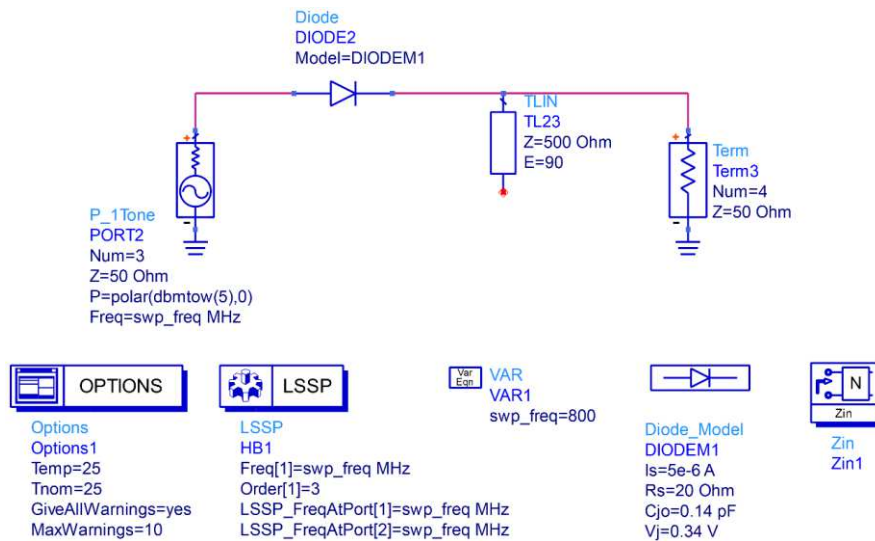 Diode
DIODE2
Model=DIODEM1
TLIN
TL23
Z=500 Ohm
E=90
Term
Term3
Num=4
Z=50 Ohm
P_1Tone
PORT2
Num=3
Z=50 Ohm
P=polar(dbmtow(5),0)
Freq=swp_freq MHz
OPTIONS
Options
Options1
Temp=25
Tnom=25
GiveAllWarnings=yes
MaxWarnings=10
LSSP
LSSP
HB1
Freq[1]=swp_freq MHz
Order[1]=3
LSSP_FreqAtPort[1]=swp_freq MHz
LSSP_FreqAtPort[2]=swp_freq MHz
Var
Eqn
VAR
VAR1
swp_freq=800
Diode_Model
DIODEM1
Is=5e-6 A
Rs=20 Ohm
Cjo=0.14 pF
Vj=0.34 V
N
Zin
Zin
Zin1